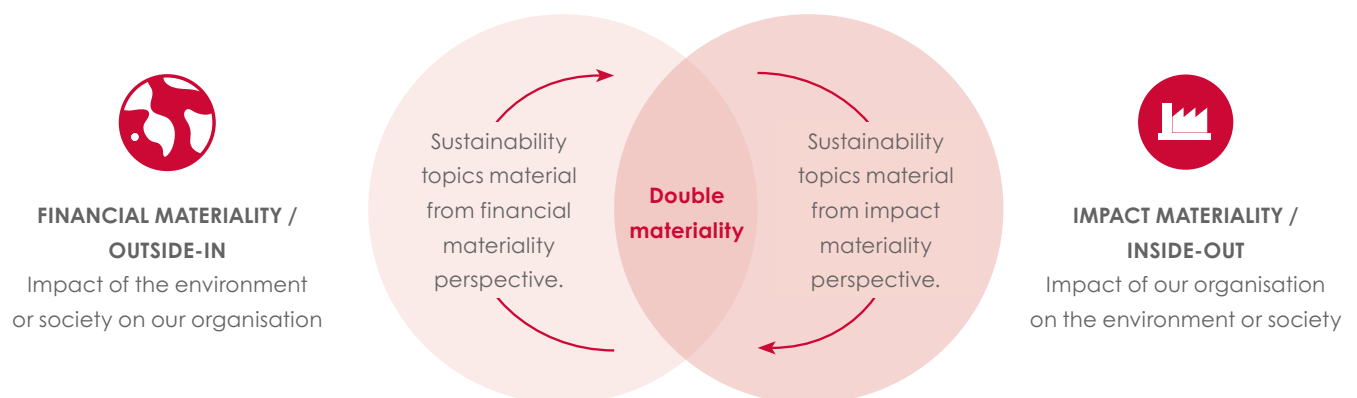 FINANCIAL MATERIALITY /
OUTSIDE-IN
Impact of the environment
or society on our organisation
Sustainability
topics material
from financial
materiality
perspective.
Double
materiality
Sustainability
topics material
from impact
materiality
perspective.
IMPACT MATERIALITY /
INSIDE-OUT
Impact of our organisation
on the environment or society